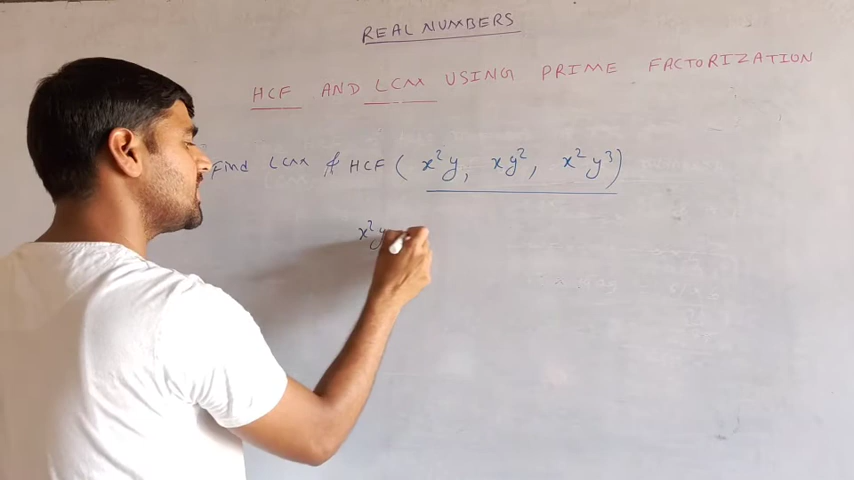 REAL NUMBERS
HCF AND LCM USING PRIME FACTORIZATION
Find LCM & HCF ( x²y, xy², x²y³)
x²y